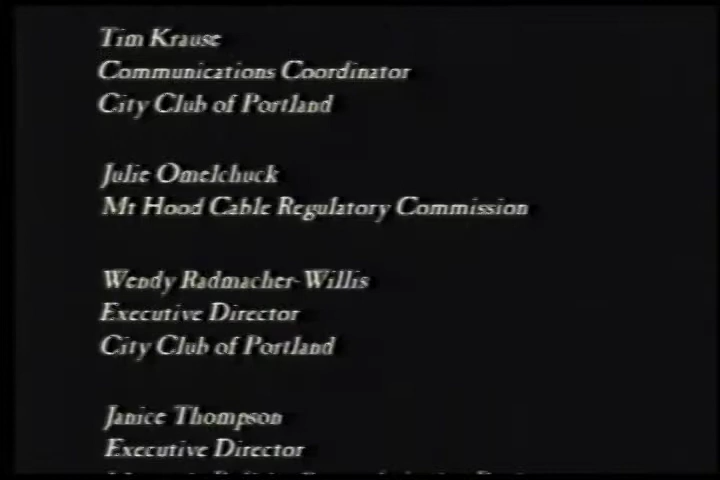 Tim Krause
Communications Coordinator
City Club of Portland
Julie Omelchuck
Mt Hood Cable Regulatory Commission
Wendy Radmacher-Willis
Executive Director
City Club of Portland
Janice Thompson
Executive Director